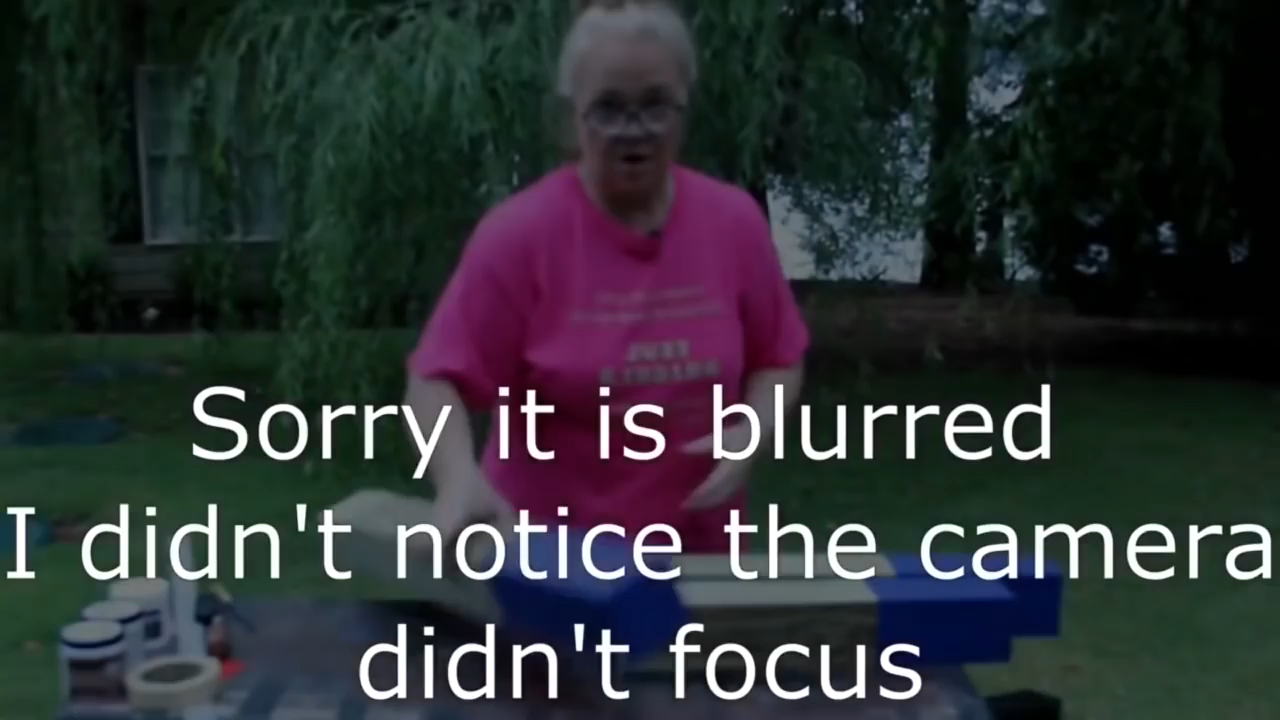 Sorry it is blurred
I didn't notice the camera
didn't focus